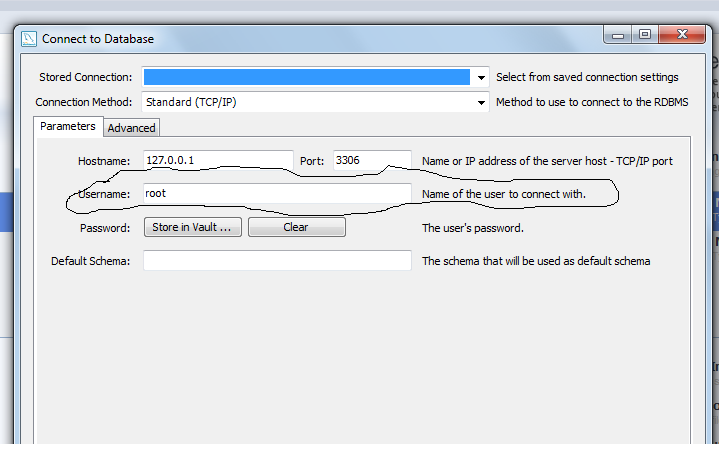 Connect to Database
Stored Connection: Select from saved connection settings
Connection Method: Standard (TCP/IP) Method to use to connect to the RDBMS
Parameters Advanced
Hostname: 127.0.0.1 Port: 3306 Name or IP address of the server host - TCP/IP port
Username: root Name of the user to connect with.
Password: Store in Vault ... Clear The user's password.
Default Schema: The schema that will be used as default schema